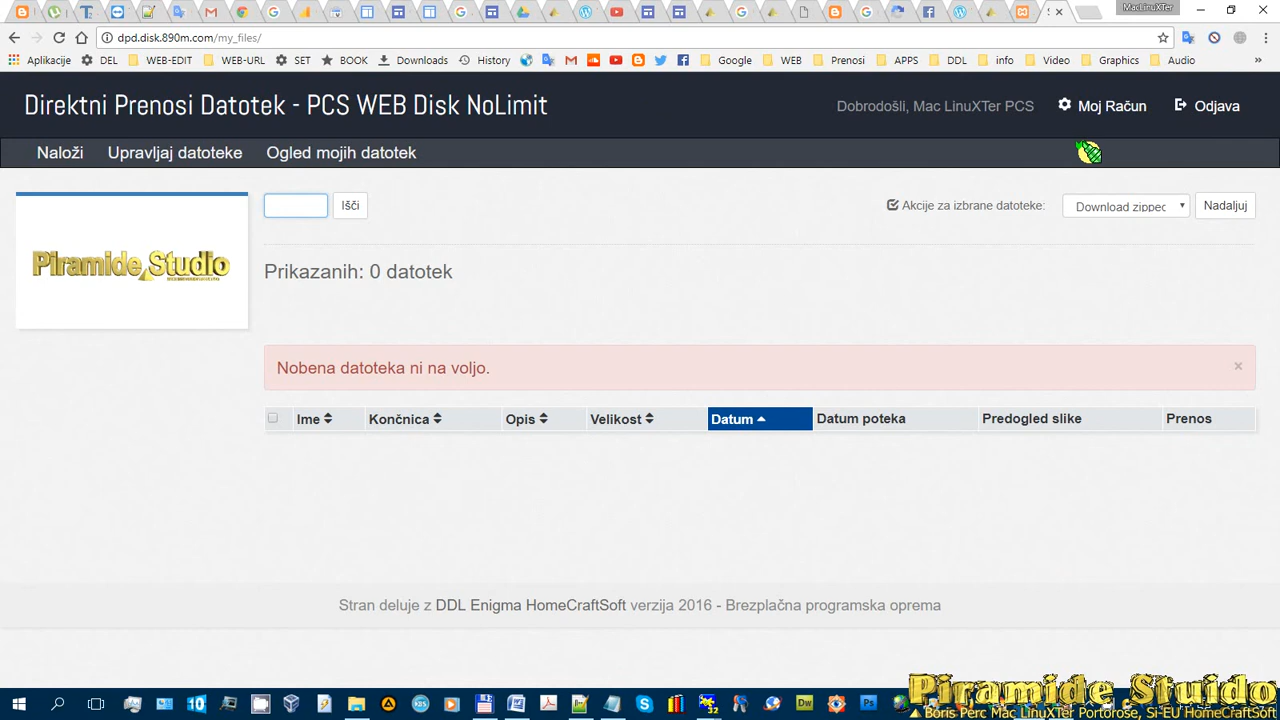 MacLinuXTer
dpd.disk.890m.com/my_files/
Aplikacije DEL WEB-EDIT WEB-URL SET BOOK Downloads History Google WEB Prenosi APPS DDL info Video Graphics Audio »
Direktni Prenosi Datotek - PCS WEB Disk NoLimit
Dobrodošli, Mac LinuXTer PCS Moj Račun Odjava
Naloži Upravljaj datoteke Ogled mojih datotek
Išči Akcije za izbrane datoteke: Download zippec Nadaljuj
Piramide Studio
Prikazanih: 0 datotek
Nobena datoteka ni na voljo. ×
Ime Končnica Opis Velikost Datum Datum poteka Predogled slike Prenos
Stran deluje z DDL Enigma HomeCraftSoft verzija 2016 - Brezplačna programska oprema
Piramide Stuido
Boris Perc Mac LinuXTer Portorose, Si-EU HomeCraftSoft